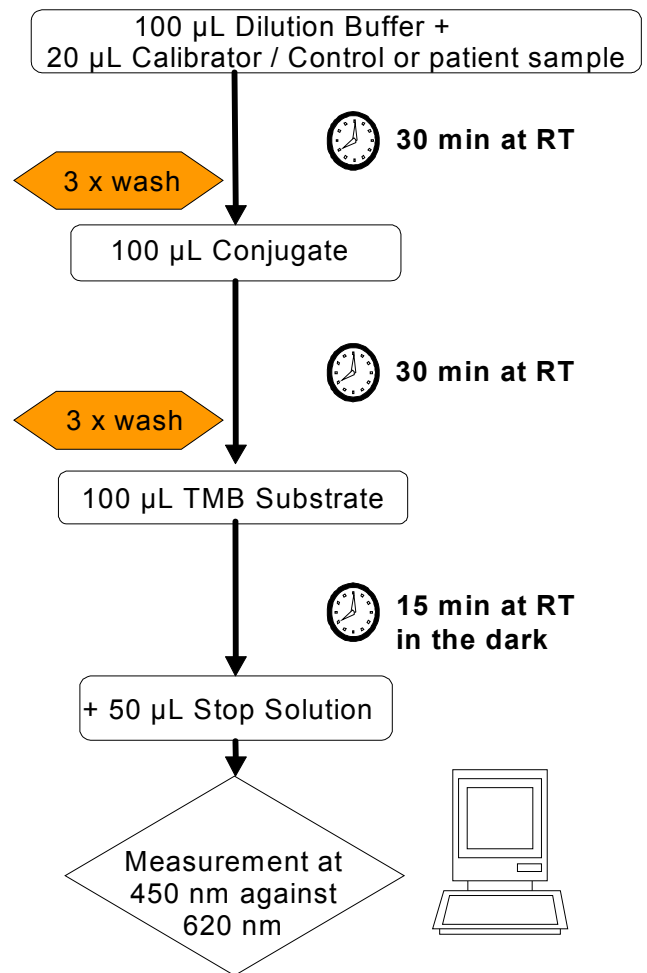 100 µL Dilution Buffer +
20 µL Calibrator / Control or patient sample
30 min at RT
3 x wash
100 µL Conjugate
30 min at RT
3 x wash
100 µL TMB Substrate
15 min at RT
in the dark
+ 50 µL Stop Solution
Measurement at
450 nm against
620 nm